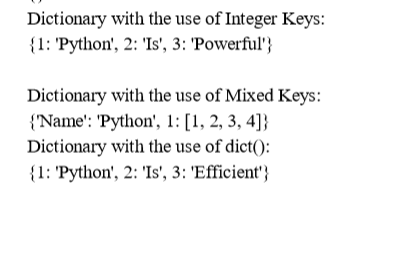 Dictionary with the use of Integer Keys:
{1: 'Python', 2: 'Is', 3: 'Powerful'}
Dictionary with the use of Mixed Keys:
{'Name': 'Python', 1: [1, 2, 3, 4]}
Dictionary with the use of dict():
{1: 'Python', 2: 'Is', 3: 'Efficient'}